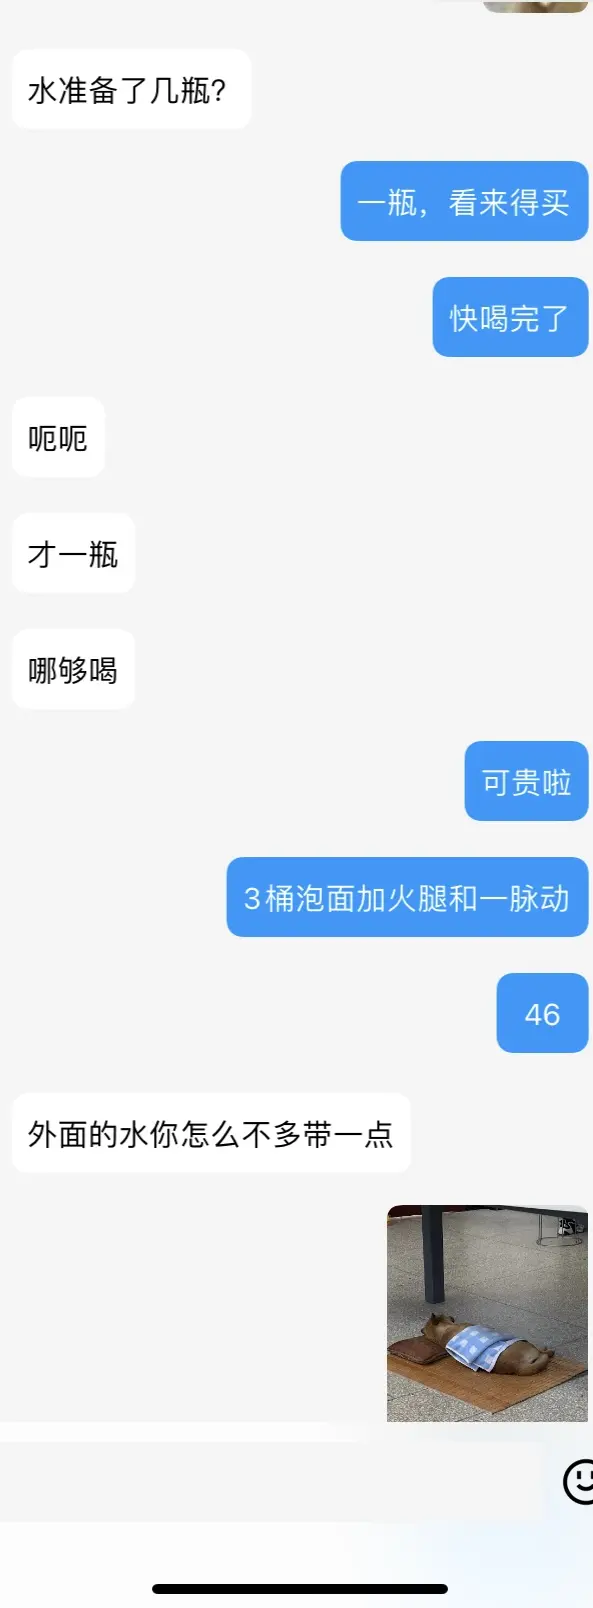 水准备了几瓶？
一瓶，看来得买
快喝完了
呃呃
才一瓶
哪够喝
可贵啦
3桶泡面加火腿和一脉动
46
外面的水你怎么不多带一点